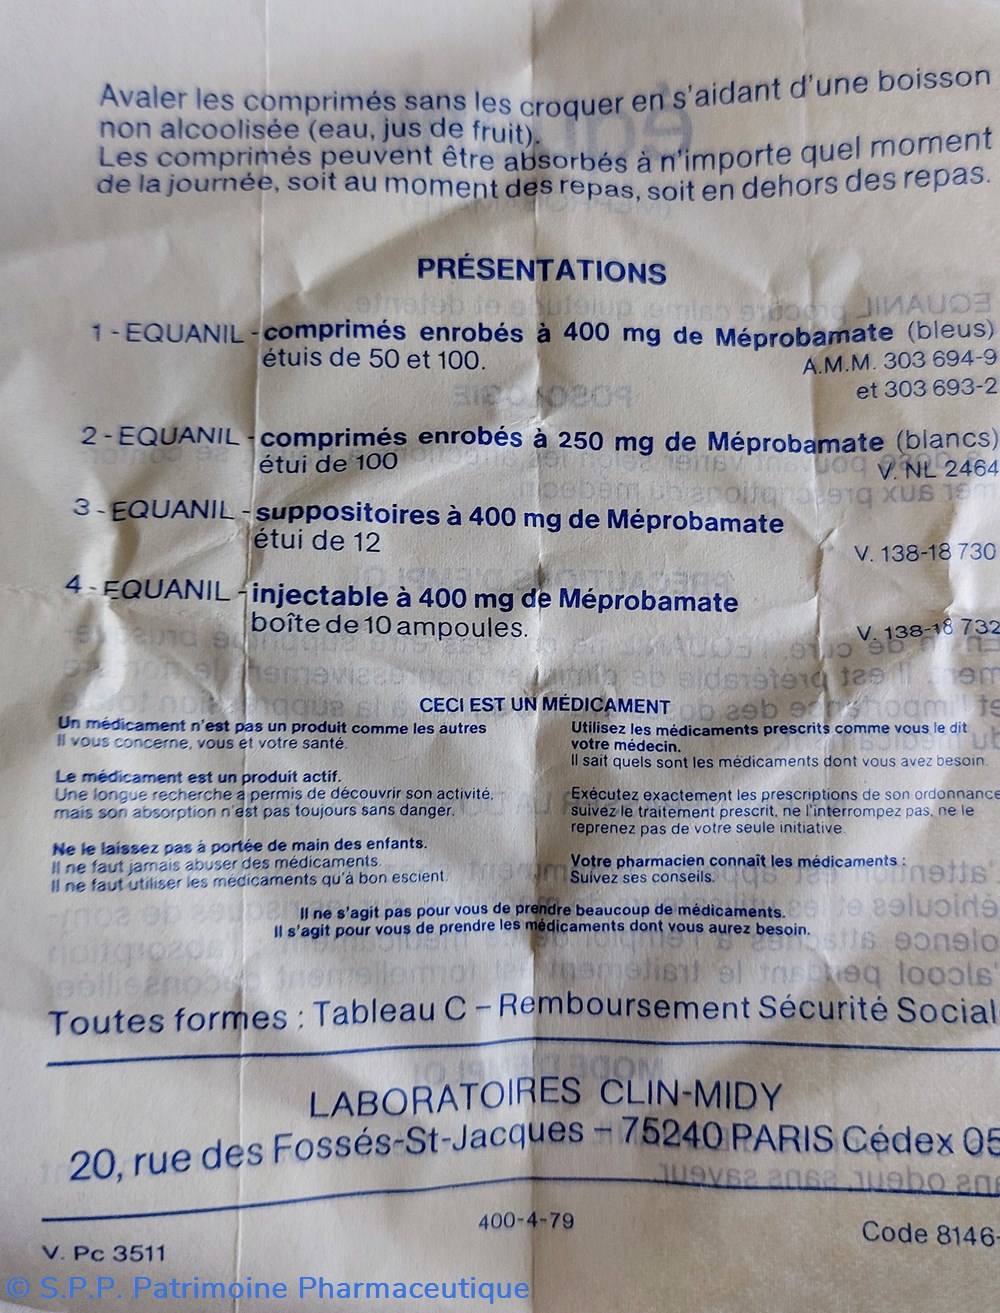 Avaler les comprimés sans les croquer en s'aidant d'une boisson
non alcoolisée (eau, jus de fruit).
Les comprimés peuvent être absorbés à n'importe quel moment
de la journée, soit au moment des repas, soit en dehors des repas.
PRÉSENTATIONS
1 - EQUANIL - comprimés enrobés à 400 mg de Méprobamate (bleus)
étuis de 50 et 100. A.M.M. 303 694-9
et 303 693-2
2 - EQUANIL - comprimés enrobés à 250 mg de Méprobamate (blancs)
étui de 100 V. NL 2464
3 - EQUANIL - suppositoires à 400 mg de Méprobamate
étui de 12
V. 138-18 730
4 - EQUANIL - injectable à 400 mg de Méprobamate
boîte de 10 ampoules.
V. 138-18 732
CECI EST UN MÉDICAMENT
Un médicament n'est pas un produit comme les autres
Il vous concerne, vous et votre santé.
Le médicament est un produit actif.
Une longue recherche a permis de découvrir son activité,
mais son absorption n'est pas toujours sans danger.
Ne le laissez pas à portée de main des enfants.
Il ne faut jamais abuser des médicaments.
Il ne faut utiliser les médicaments qu'à bon escient.
Utilisez les médicaments prescrits comme vous le dit
votre médecin.
Il sait quels sont les médicaments dont vous avez besoin.
Exécutez exactement les prescriptions de son ordonnance
suivez le traitement prescrit, ne l'interrompez pas, ne le
reprenez pas de votre seule initiative.
Votre pharmacien connaît les médicaments :
Suivez ses conseils.
Il ne s'agit pas pour vous de prendre beaucoup de médicaments.
Il s'agit pour vous de prendre les médicaments dont vous aurez besoin.
Toutes formes : Tableau C – Remboursement Sécurité Social
LABORATOIRES CLIN-MIDY
20, rue des Fossés-St-Jacques – 75240 PARIS Cédex 05
400-4-79
V. Pc 3511 Code 8146-
© S.P.P. Patrimoine Pharmaceutique